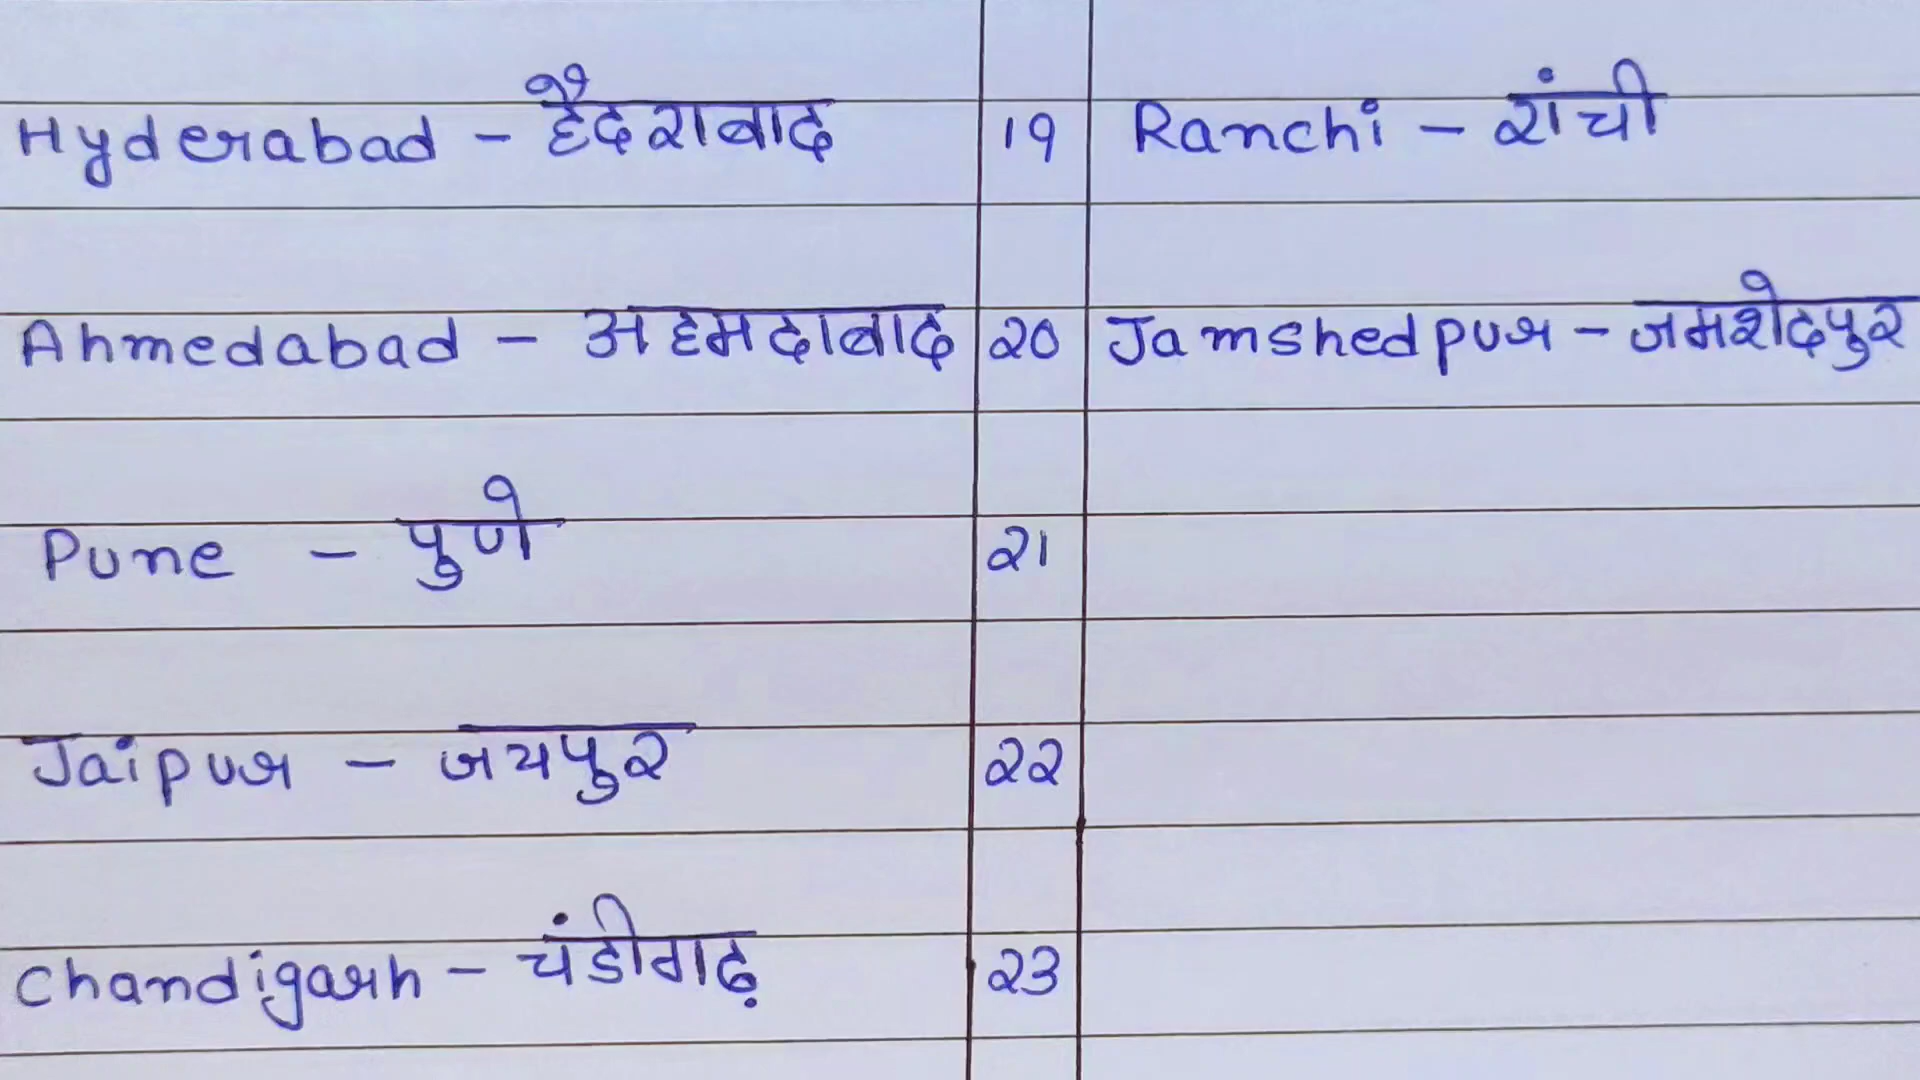 Hyderabad - हैदराबाद 19 Ranchi - रांची
Ahmedabad - अहमदाबाद 20 Jamshedpur - जमशेदपुर
Pune - पुणे 21
Jaipur - जयपुर 22
Chandigarh - चंडीगढ़ 23